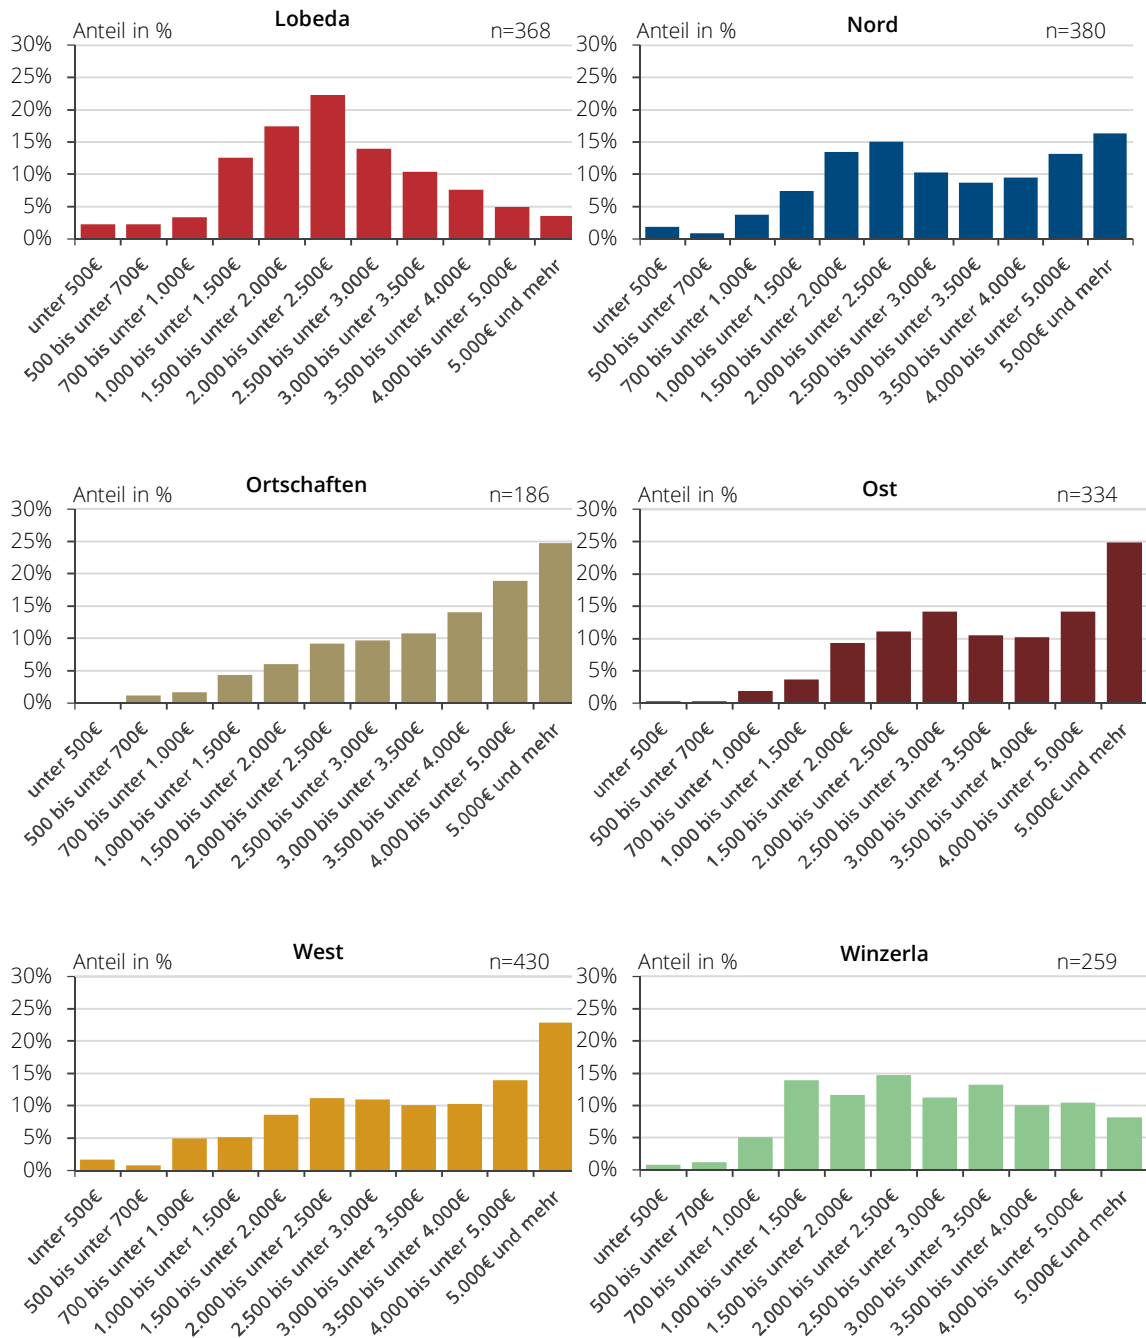 Lobeda
Anteil in %
n=368
30%
25%
20%
15%
10%
5%
0%
unter 500€
500 bis unter 700€
700 bis unter 1.000€
1.000 bis unter 1.500€
1.500 bis unter 2.000€
2.000 bis unter 2.500€
2.500 bis unter 3.000€
3.000 bis unter 3.500€
3.500 bis unter 4.000€
4.000 bis unter 5.000€
5.000€ und mehr
Nord
Anteil in %
n=380
30%
25%
20%
15%
10%
5%
0%
unter 500€
500 bis unter 700€
700 bis unter 1.000€
1.000 bis unter 1.500€
1.500 bis unter 2.000€
2.000 bis unter 2.500€
2.500 bis unter 3.000€
3.000 bis unter 3.500€
3.500 bis unter 4.000€
4.000 bis unter 5.000€
5.000€ und mehr
Ortschaften
Anteil in %
n=186
30%
25%
20%
15%
10%
5%
0%
unter 500€
500 bis unter 700€
700 bis unter 1.000€
1.000 bis unter 1.500€
1.500 bis unter 2.000€
2.000 bis unter 2.500€
2.500 bis unter 3.000€
3.000 bis unter 3.500€
3.500 bis unter 4.000€
4.000 bis unter 5.000€
5.000€ und mehr
Ost
Anteil in %
n=334
30%
25%
20%
15%
10%
5%
0%
unter 500€
500 bis unter 700€
700 bis unter 1.000€
1.000 bis unter 1.500€
1.500 bis unter 2.000€
2.000 bis unter 2.500€
2.500 bis unter 3.000€
3.000 bis unter 3.500€
3.500 bis unter 4.000€
4.000 bis unter 5.000€
5.000€ und mehr
West
Anteil in %
n=430
30%
25%
20%
15%
10%
5%
0%
unter 500€
500 bis unter 700€
700 bis unter 1.000€
1.000 bis unter 1.500€
1.500 bis unter 2.000€
2.000 bis unter 2.500€
2.500 bis unter 3.000€
3.000 bis unter 3.500€
3.500 bis unter 4.000€
4.000 bis unter 5.000€
5.000€ und mehr
Winzerla
Anteil in %
n=259
30%
25%
20%
15%
10%
5%
0%
unter 500€
500 bis unter 700€
700 bis unter 1.000€
1.000 bis unter 1.500€
1.500 bis unter 2.000€
2.000 bis unter 2.500€
2.500 bis unter 3.000€
3.000 bis unter 3.500€
3.500 bis unter 4.000€
4.000 bis unter 5.000€
5.000€ und mehr